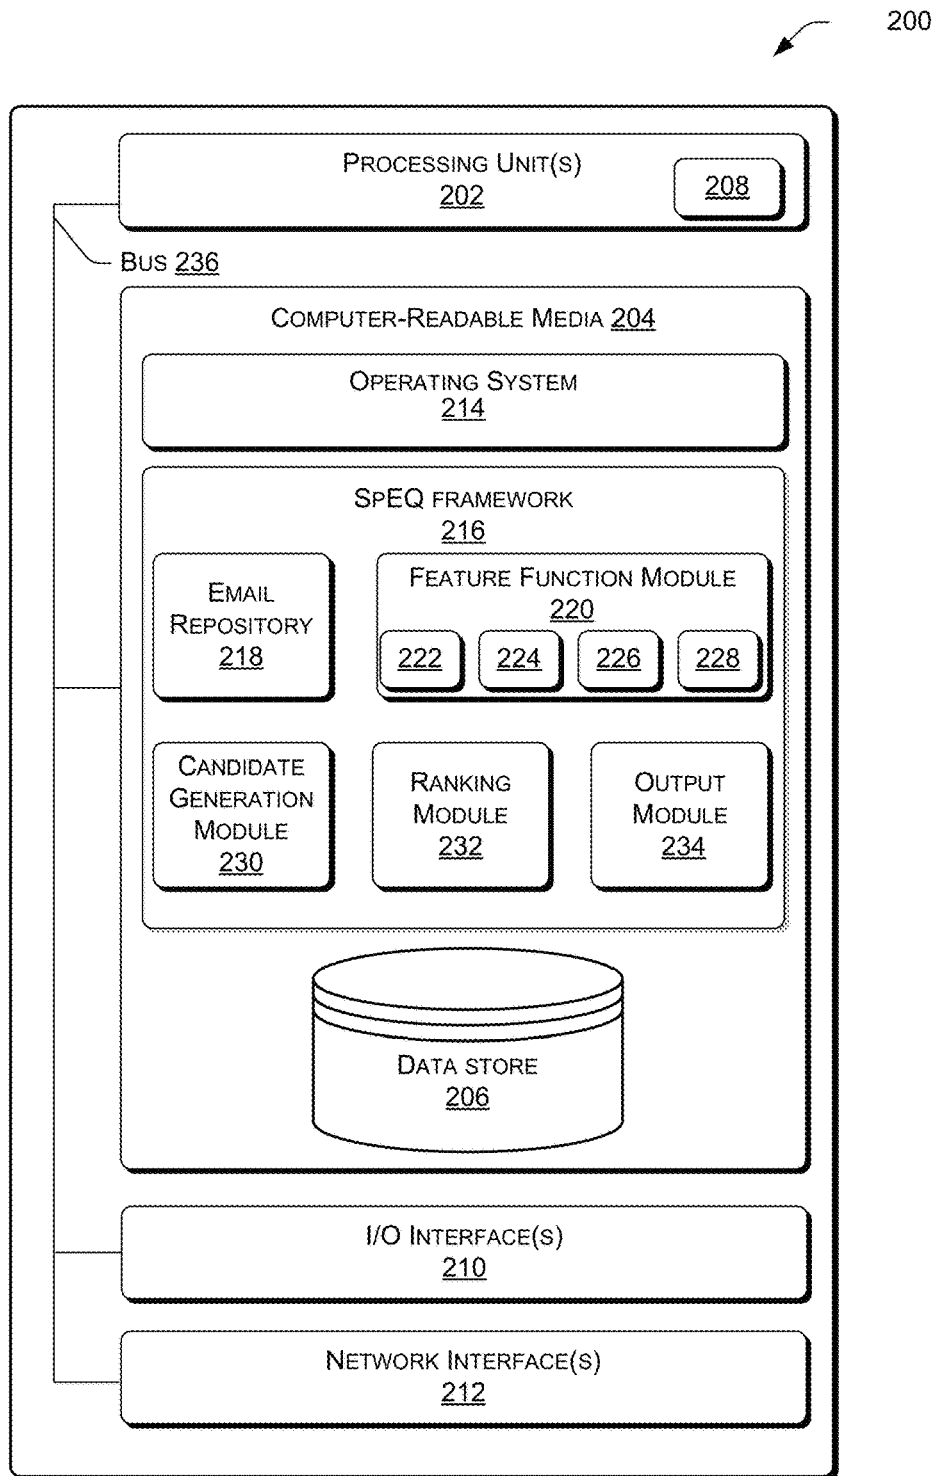 200
Processing Unit(s)
202
208
Bus 236
Computer-Readable Media 204
Operating System
214
SpEQ framework
216
Email
Repository
218
Feature Function Module
220
222
224
226
228
Candidate
Generation
Module
230
Ranking
Module
232
Output
Module
234
Data store
206
I/O Interface(s)
210
Network Interface(s)
212